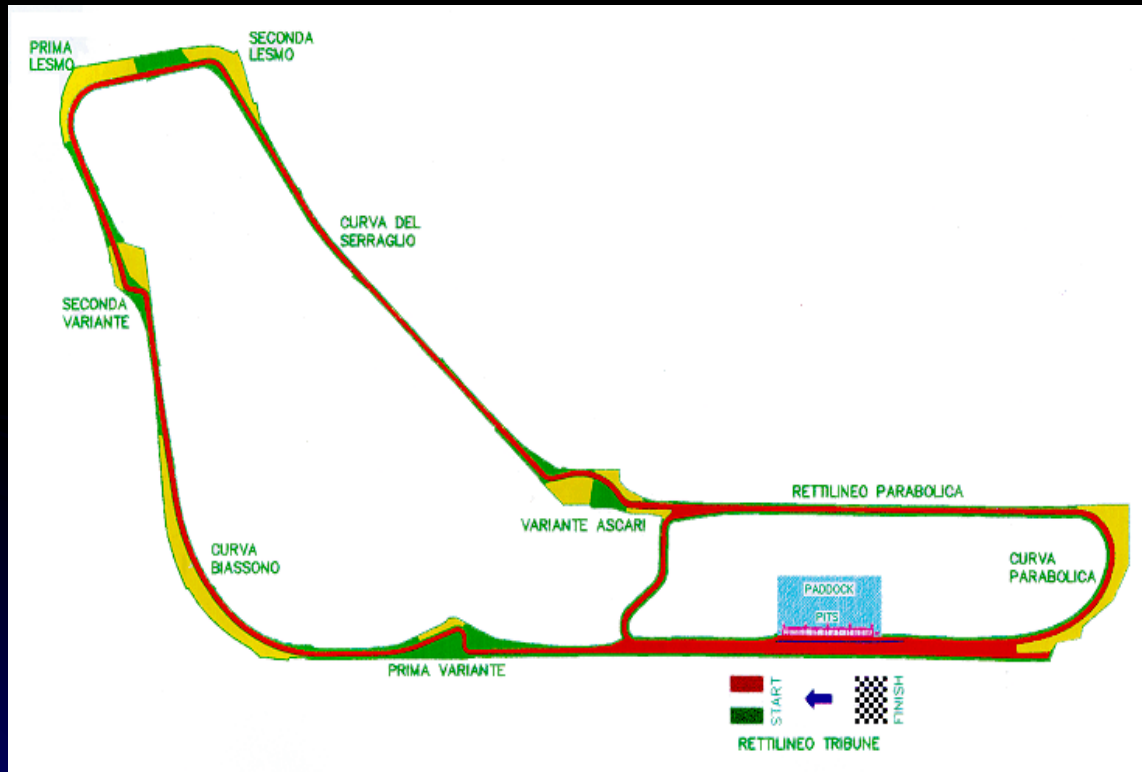 PRIMA
LESMO
SECONDA
LESMO
CURVA DEL
SERRAGLIO
SECONDA
VARIANTE
RETTILINEO PARABOLICA
VARIANTE ASCARI
CURVA
BIASSONO
CURVA
PARABOLICA
PADDOCK
PITS
PRIMA VARIANTE
START
FINISH
RETTILINEO TRIBUNE